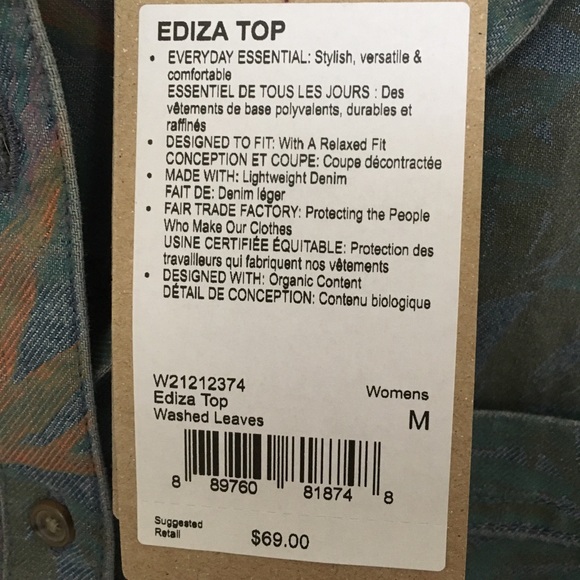 EDIZA TOP
• EVERYDAY ESSENTIAL: Stylish, versatile &
comfortable
ESSENTIEL DE TOUS LES JOURS : Des
vêtements de base polyvalents, durables et
raffinés
• DESIGNED TO FIT: With A Relaxed Fit
CONCEPTION ET COUPE: Coupe décontractée
• MADE WITH: Lightweight Denim
FAIT DE: Denim léger
• FAIR TRADE FACTORY: Protecting the People
Who Make Our Clothes
USINE CERTIFIÉE ÉQUITABLE: Protection des
travailleurs qui fabriquent nos vêtements
• DESIGNED WITH: Organic Content
DÉTAIL DE CONCEPTION: Contenu biologique
W21212374
Ediza Top Womens
Washed Leaves M
8 89760 81874 8
Suggested
Retail $69.00